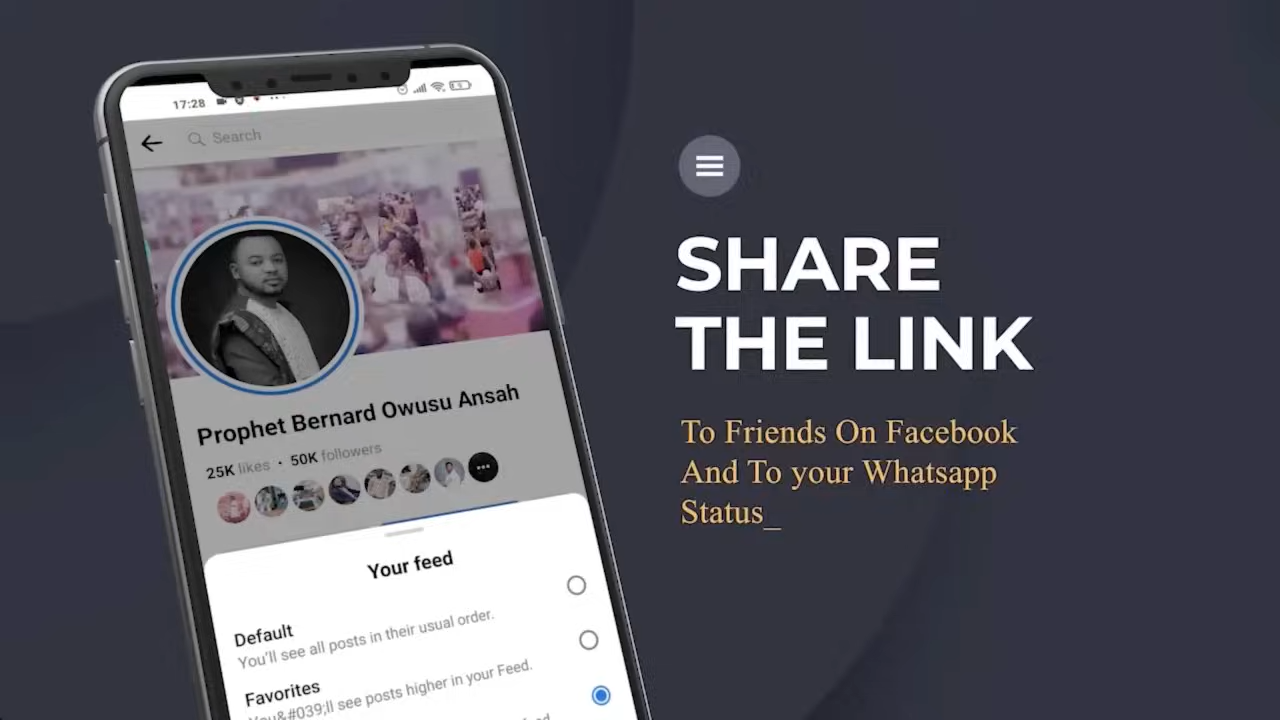 17:28
Search
Prophet Bernard Owusu Ansah
25K likes · 50K followers
Your feed
Default
You'll see all posts in their usual order.
Favorites
You&#039;ll see posts higher in your Feed.
SHARE
THE LINK
To Friends On Facebook
And To your Whatsapp
Status_